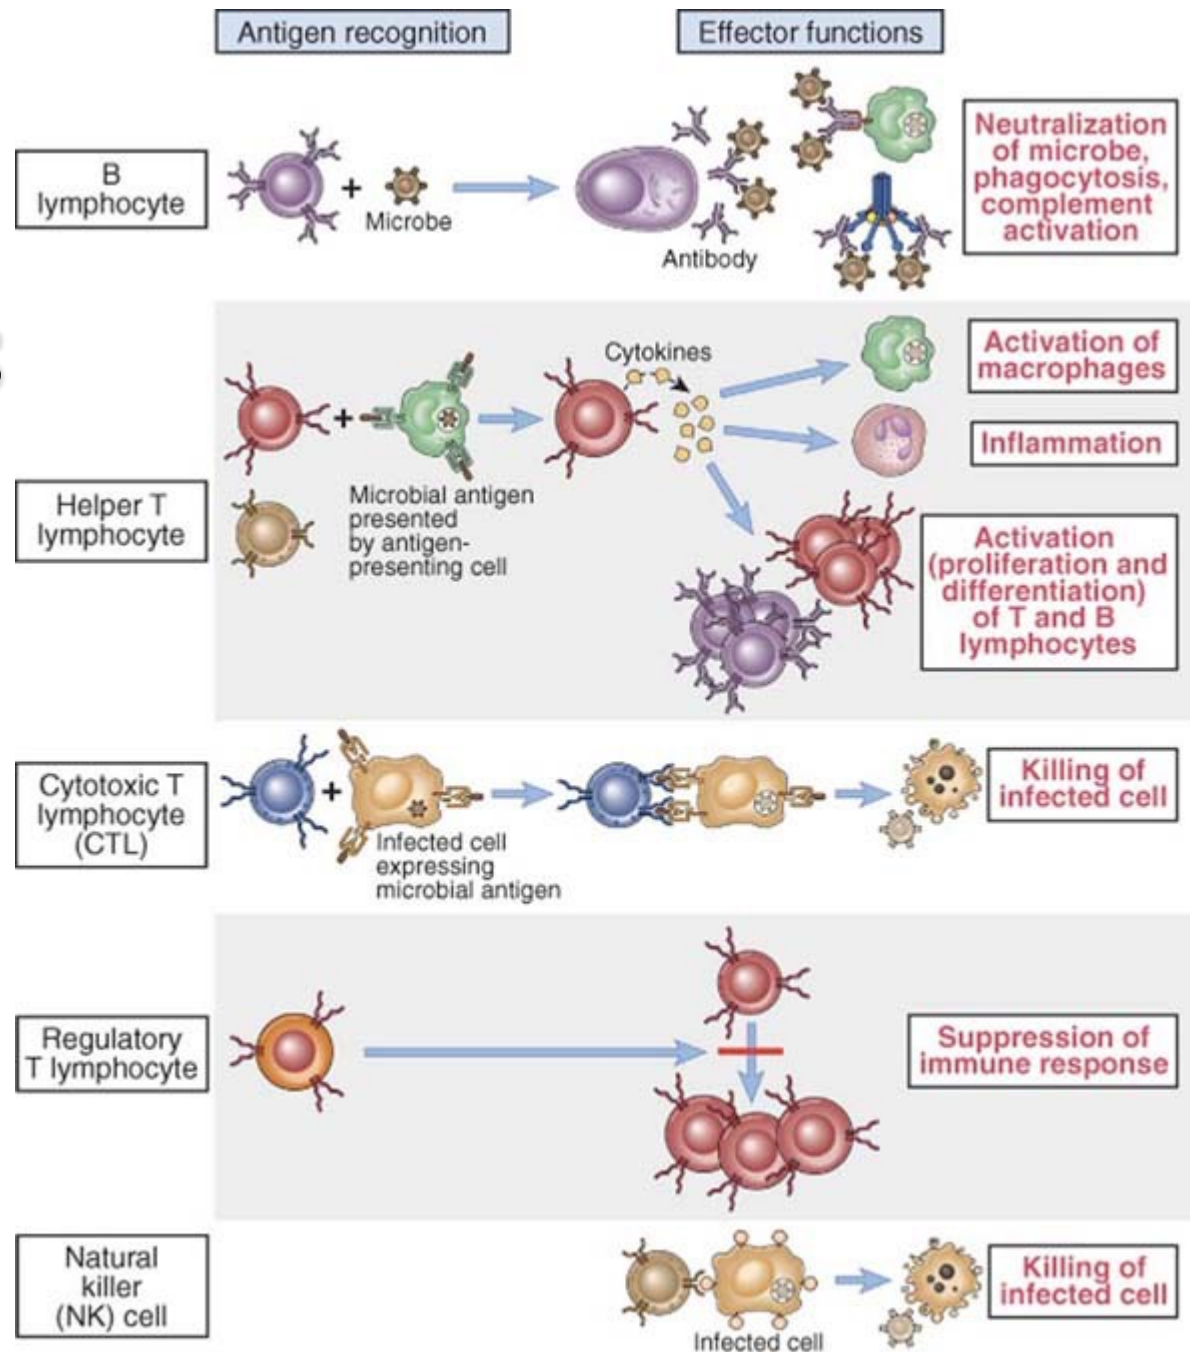 Antigen recognition
Effector functions
B
lymphocyte
Microbe
Antibody
Neutralization
of microbe,
phagocytosis,
complement
activation
Helper T
lymphocyte
Microbial antigen
presented
by antigen-
presenting cell
Cytokines
Activation of
macrophages
Inflammation
Activation
(proliferation and
differentiation)
of T and B
lymphocytes
Cytotoxic T
lymphocyte
(CTL)
Infected cell
expressing
microbial antigen
Killing of
infected cell
Regulatory
T lymphocyte
Suppression of
immune response
Natural
killer
(NK) cell
Infected cell
Killing of
infected cell